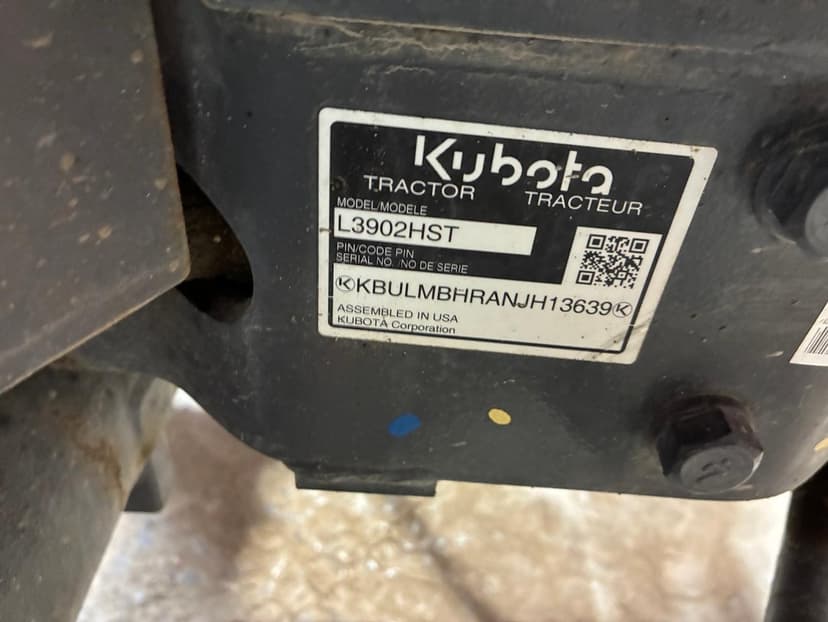 Kubota
TRACTOR TRACTEUR
MODEL/MODELE
L3902HST
PIN/CODE PIN
SERIAL NO. /NO DE SERIE
KKBULMBHRANJH13639K
ASSEMBLED IN USA
KUBOTA Corporation